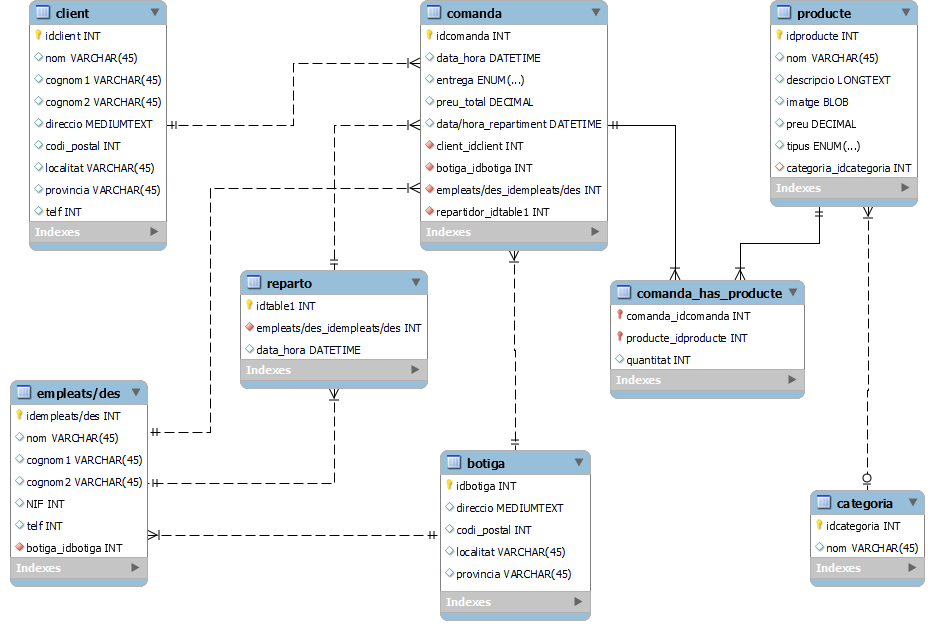 client
idclient INT
nom VARCHAR(45)
cognom1 VARCHAR(45)
cognom2 VARCHAR(45)
direccio MEDIUMTEXT
codi_postal INT
localitat VARCHAR(45)
provincia VARCHAR(45)
telf INT
Indexes
comanda
idcomanda INT
data_hora DATETIME
entrega ENUM(...)
preu_total DECIMAL
data/hora_repartiment DATETIME
client_idclient INT
botiga_idbotiga INT
empleats/des_idempleats/des INT
repartidor_idtable1 INT
Indexes
producte
idproducte INT
nom VARCHAR(45)
descripcio LONGTEXT
imatge BLOB
preu DECIMAL
tipus ENUM(...)
categoria_idcategoria INT
Indexes
reparto
idtable1 INT
empleats/des_idempleats/des INT
data_hora DATETIME
Indexes
comanda_has_producte
comanda_idcomanda INT
producte_idproducte INT
quantitat INT
Indexes
empleats/des
idempleats/des INT
nom VARCHAR(45)
cognom1 VARCHAR(45)
cognom2 VARCHAR(45)
NIF INT
telf INT
botiga_idbotiga INT
Indexes
botiga
idbotiga INT
direccio MEDIUMTEXT
codi_postal INT
localitat VARCHAR(45)
provincia VARCHAR(45)
Indexes
categoria
idcategoria INT
nom VARCHAR(45)
Indexes